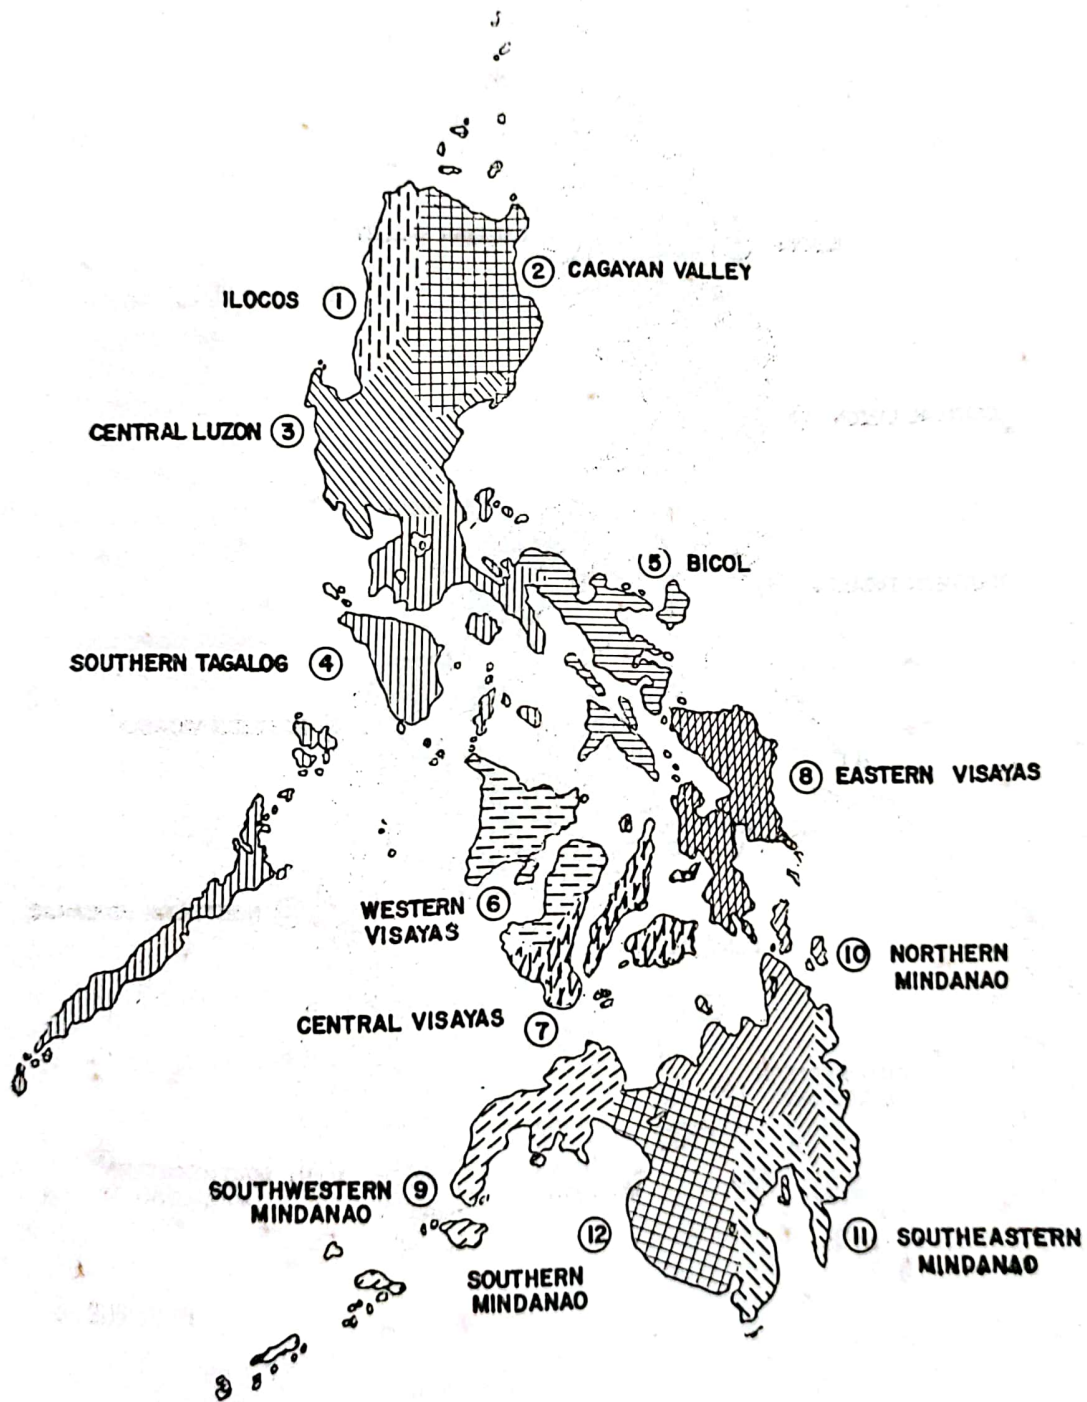 ② CAGAYAN VALLEY
ILOCOS ①
CENTRAL LUZON ③
⑤ BICOL
SOUTHERN TAGALOG ④
⑧ EASTERN VISAYAS
WESTERN ⑥
VISAYAS
⑩ NORTHERN
MINDANAO
CENTRAL VISAYAS ⑦
SOUTHWESTERN ⑨
MINDANAO
⑫
SOUTHERN
MINDANAO
⑪ SOUTHEASTERN
MINDANAO